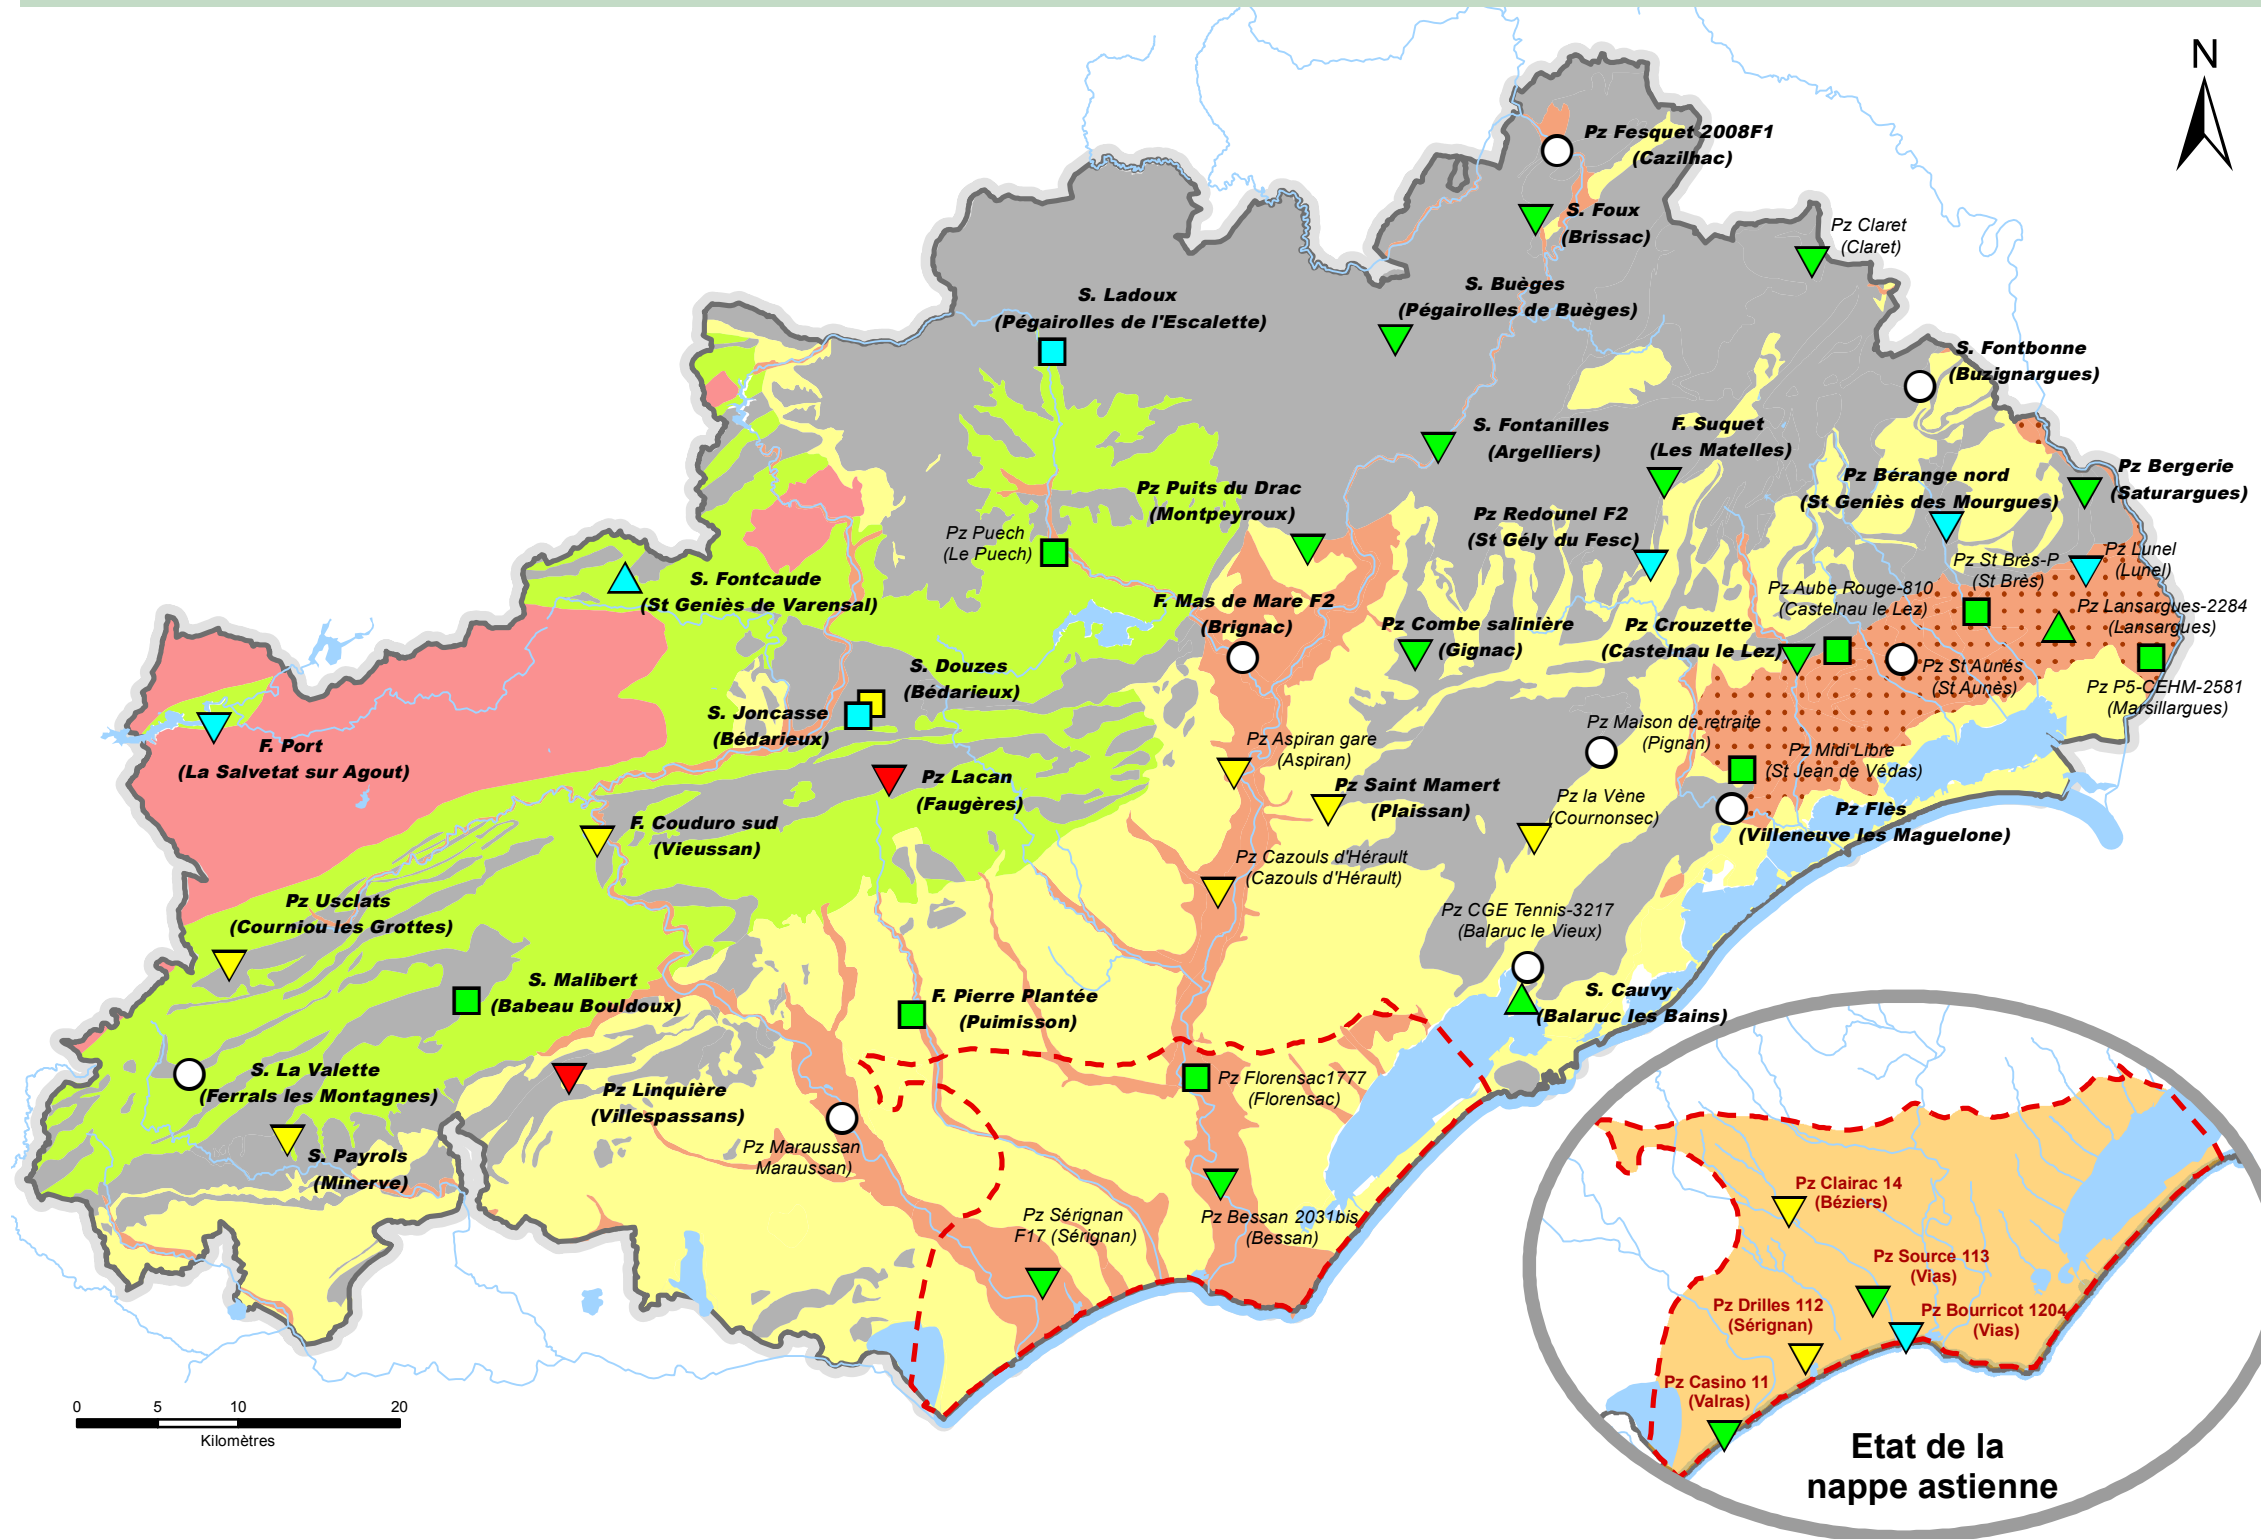 N
Pz Fesquet 2008F1
(Cazilhac)
S. Foux
(Brissac)
Pz Claret
(Claret)
S. Buèges
(Pégairolles de Buèges)
S. Ladoux
(Pégairolles de l'Escalette)
S. Fontbonne
(Buzignargues)
S. Fontanilles
(Argelliers)
F. Suquet
(Les Matelles)
Pz Bérange nord
(St Geniès des Mourgues)
Pz Bergerie
(Saturargues)
Pz Puits du Drac
(Montpeyroux)
Pz Redounel F2
(St Gély du Fesc)
Pz Puech
(Le Puech)
Pz St Brès-P
(St Brès)
Pz Lunel
(Lunel)
S. Fontcaude
(St Geniès de Varensal)
Pz Aube Rouge-810
(Castelnau le Lez)
Pz Lansargues-2284
(Lansargues)
F. Mas de Mare F2
(Brignac)
Pz Combe salinière
(Gignac)
Pz Crouzette
(Castelnau le Lez)
S. Douzes
(Bédarieux)
Pz St Aunés
(St Aunès)
Pz P5-CEHM-2581
(Marsillargues)
S. Joncasse
(Bédarieux)
Pz Maison de retraite
(Pignan)
F. Port
(La Salvetat sur Agout)
Pz Aspiran gare
(Aspiran)
Pz Midi Libre
(St Jean de Védas)
Pz Lacan
(Faugères)
Pz Saint Mamert
(Plaissan)
Pz la Vène
(Cournonsec)
Pz Flès
(Villeneuve les Maguelone)
F. Couduro sud
(Vieussan)
Pz Cazouls d'Hérault
(Cazouls d'Hérault)
Pz Usclats
(Courniou les Grottes)
Pz CGE Tennis-3217
(Balaruc le Vieux)
S. Malibert
(Babeau Bouldoux)
F. Pierre Plantée
(Puimisson)
S. Cauvy
(Balaruc les Bains)
S. La Valette
(Ferrals les Montagnes)
Pz Linquière
(Villespassans)
Pz Florensac1777
(Florensac)
Pz Maraussan
Maraussan)
S. Payrols
(Minerve)
Pz Sérignan
F17 (Sérignan)
Pz Bessan 2031bis
(Bessan)
Pz Clairac 14
(Béziers)
Pz Source 113
(Vias)
Pz Drilles 112
(Sérignan)
Pz Bourricot 1204
(Vias)
Pz Casino 11
(Valras)
Etat de la
nappe astienne
0 5 10 20
Kilomètres